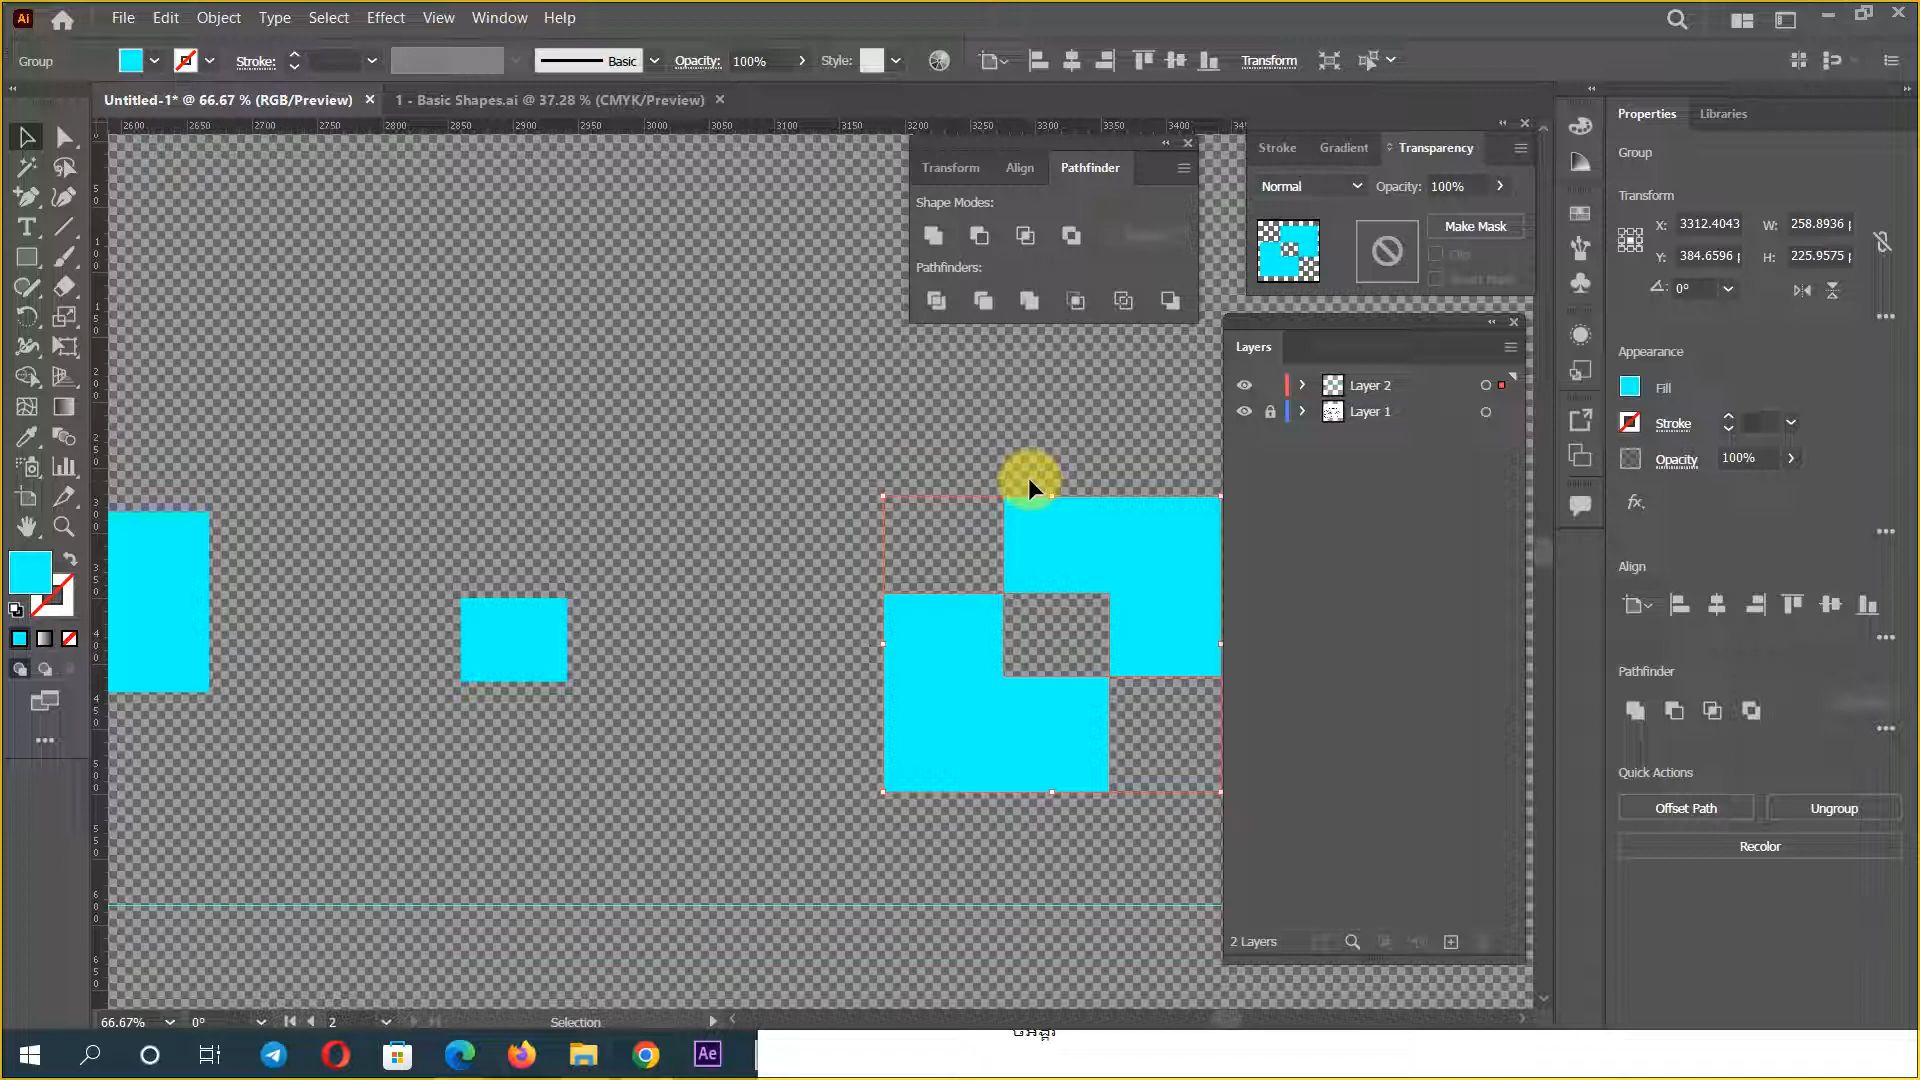 Ai File Edit Object Type Select Effect View Window Help
Group Stroke: Basic Opacity: 100% Style: Transform
Untitled-1* @ 66.67 % (RGB/Preview) 1 - Basic Shapes.ai @ 37.28 % (CMYK/Preview)
2600 2650 2700 2750 2800 2850 2900 2950 3000 3050 3100 3150 3200 3250 3300 3350 3400
Transform Align Pathfinder
Shape Modes:
Pathfinders:
Stroke Gradient Transparency
Normal Opacity: 100%
Make Mask
Clip
Layers
Layer 2
Layer 1
2 Layers
Properties Libraries
Group
Transform
X: 3312.4043 W: 258.8936
Y: 384.6596 H: 225.9575
0°
Appearance
Fill
Stroke
Opacity 100%
fx
Align
Pathfinder
Quick Actions
Offset Path Ungroup
Recolor
66.67% 0° 2 Selection
Ae